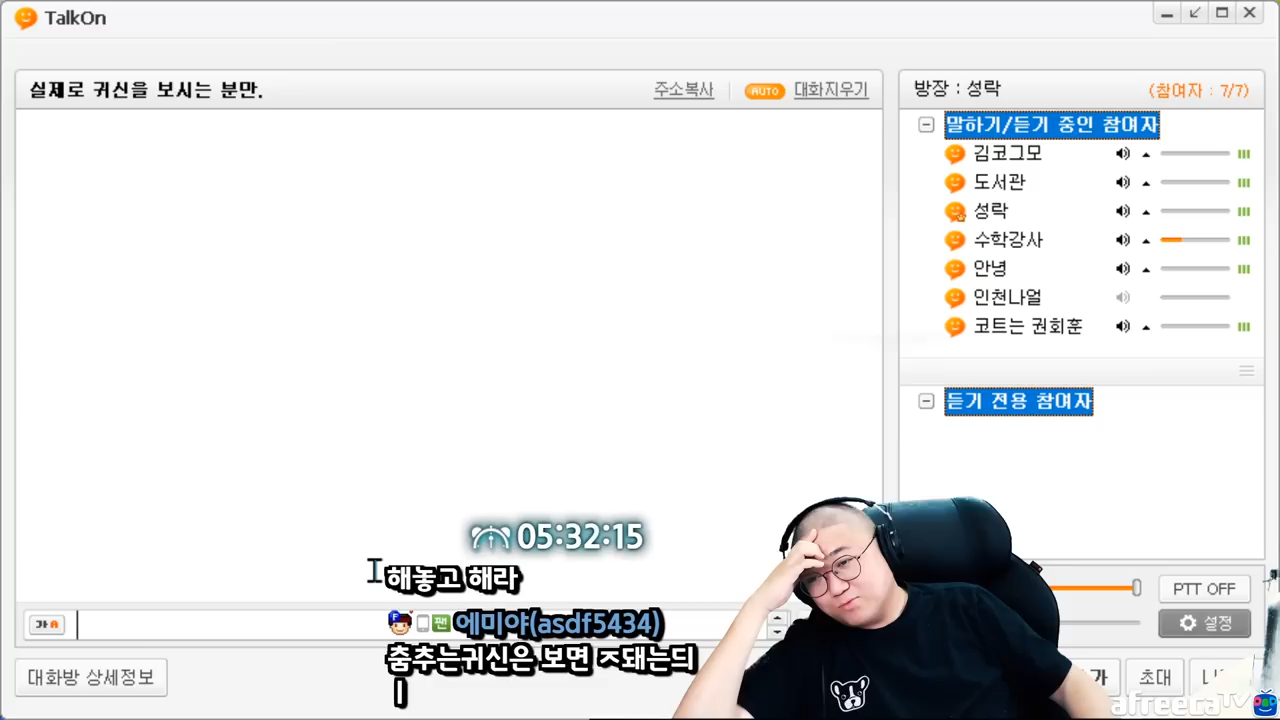 TalkOn
실제로 귀신을 보시는 분만.
주소복사
AUTO
대화지우기
방장 : 성락
(참여자 : 7/7)
말하기/듣기 중인 참여자
김코그모
도서관
성락
수학강사
안녕
인천나얼
코트는 권회훈
듣기 전용 참여자
05:32:15
해놓고 해라
에미야(asdf5434)
춤추는귀신은 보면 ㅈ돼는듸
ㅣ
가
PTT OFF
설정
대화방 상세정보
가
초대
afreecaTV